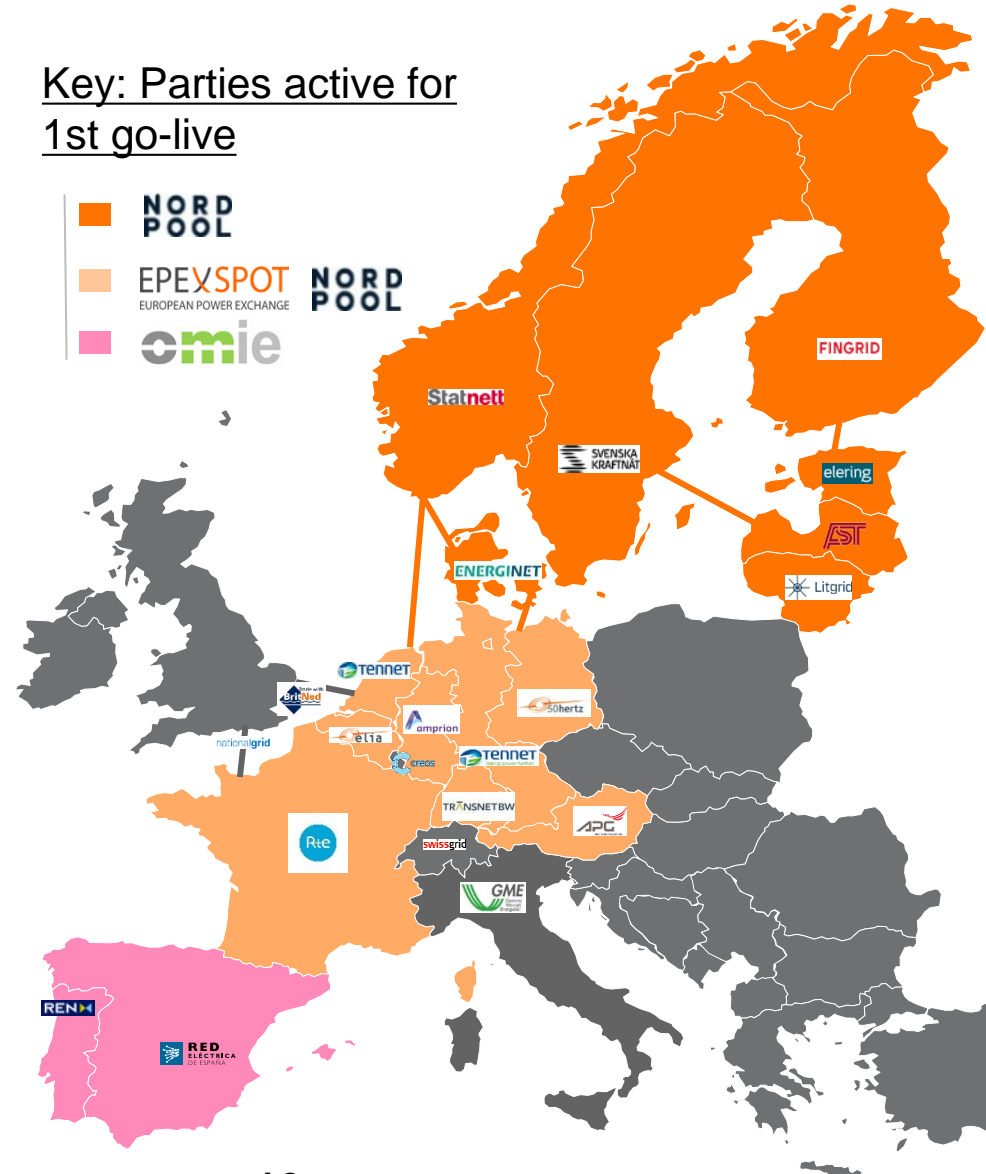 Key: Parties active for
1st go-live
NORD
POOL
EPEXSPOT
EUROPEAN POWER EXCHANGE
NORD
POOL
omie
FINGRID
Statnett
SVENSKA
KRAFTNÄT
elering
AST
ENERGINET
Litgrid
TENNET
BritNed
50hertz
amprion
elia
nationalgrid
TENNET
creos
TRANSNET BW
APG
Rte
swissgrid
GME
REN
RED
ELÉCTRICA
DE ESPAÑA